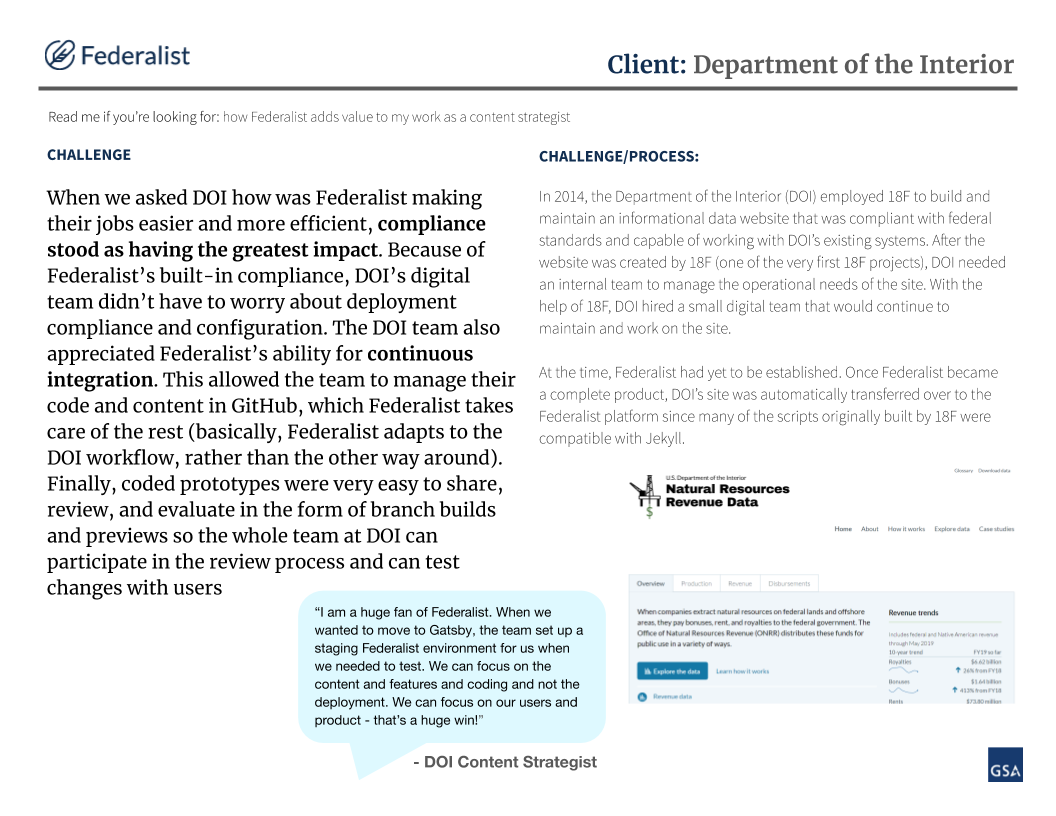 Federalist
Client: Department of the Interior
Read me if you're looking for: how Federalist adds value to my work as a content strategist
CHALLENGE
When we asked DOI how was Federalist making
their jobs easier and more efficient, compliance
stood as having the greatest impact. Because of
Federalist's built-in compliance, DOI's digital
team didn't have to worry about deployment
compliance and configuration. The DOI team also
appreciated Federalist's ability for continuous
integration. This allowed the team to manage their
code and content in GitHub, which Federalist takes
care of the rest (basically, Federalist adapts to the
DOI workflow, rather than the other way around).
Finally, coded prototypes were very easy to share,
review, and evaluate in the form of branch builds
and previews so the whole team at DOI can
participate in the review process and can test
changes with users
"I am a huge fan of Federalist. When we
wanted to move to Gatsby, the team set up a
staging Federalist environment for us when
we needed to test. We can focus on the
content and features and coding and not the
deployment. We can focus on our users and
product - that's a huge win!"
- DOI Content Strategist
CHALLENGE/PROCESS:
In 2014, the Department of the Interior (DOI) employed 18F to build and
maintain an informational data website that was compliant with federal
standards and capable of working with DOI's existing systems. After the
website was created by 18F (one of the very first 18F projects), DOI needed
an internal team to manage the operational needs of the site. With the
help of 18F, DOI hired a small digital team that would continue to
maintain and work on the site.
At the time, Federalist had yet to be established. Once Federalist became
a complete product, DOI's site was automatically transferred over to the
Federalist platform since many of the scripts originally built by 18F were
compatible with Jekyll.
Glossary Download data
U.S. Department of the Interior
Natural Resources
Revenue Data
Home About How it works Explore data Case studies
Overview Production Revenue Disbursements
When companies extract natural resources on federal lands and offshore
areas, they pay bonuses, rent, and royalties to the federal government. The
Office of Natural Resources Revenue (ONRR) distributes these funds for
public use in a variety of ways.
Explore the data Learn how it works
Revenue data
Revenue trends
Includes federal and Native American revenue
through May 2019
10-year trend FY19 so far
Royalties $6.62 billion
26% from FY18
Bonuses $1.64 billion
413% from FY18
Rents $73.80 million
GSA